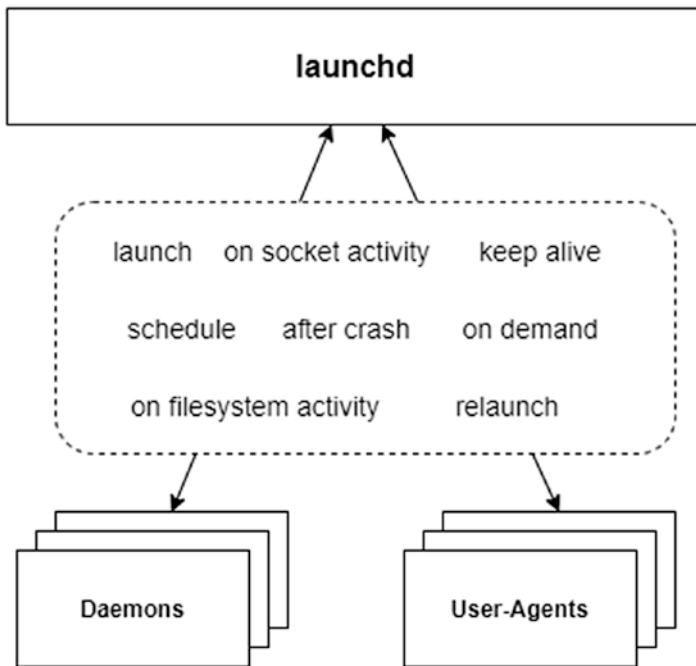 launchd
launch on socket activity keep alive
schedule after crash on demand
on filesystem activity relaunch
Daemons User-Agents